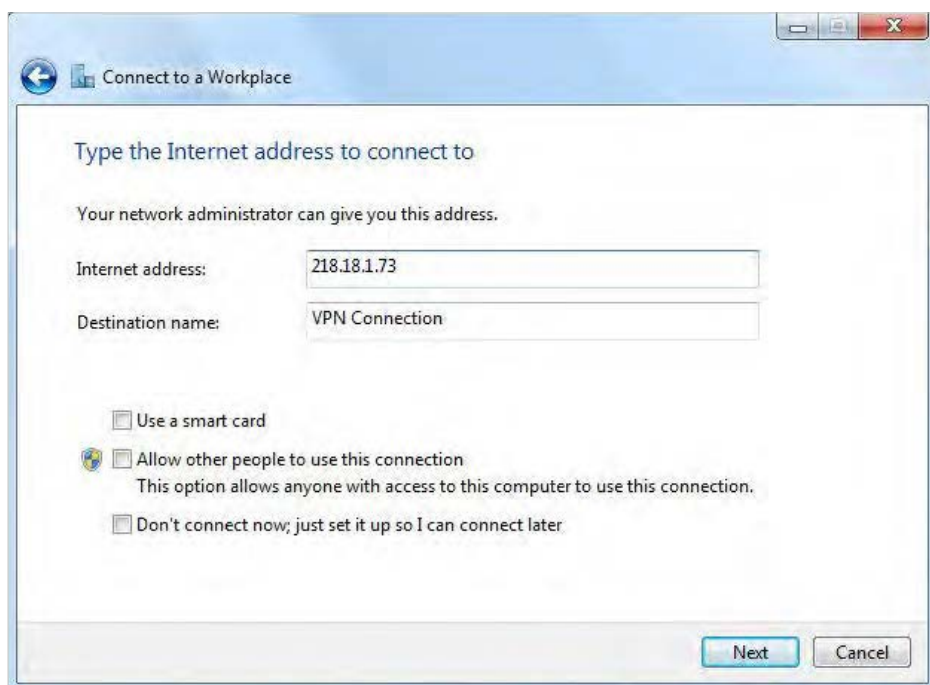 Connect to a Workplace
Type the Internet address to connect to
Your network administrator can give you this address.
Internet address: 218.18.1.73
Destination name: VPN Connection
Use a smart card
Allow other people to use this connection
This option allows anyone with access to this computer to use this connection.
Don't connect now; just set it up so I can connect later
Next Cancel